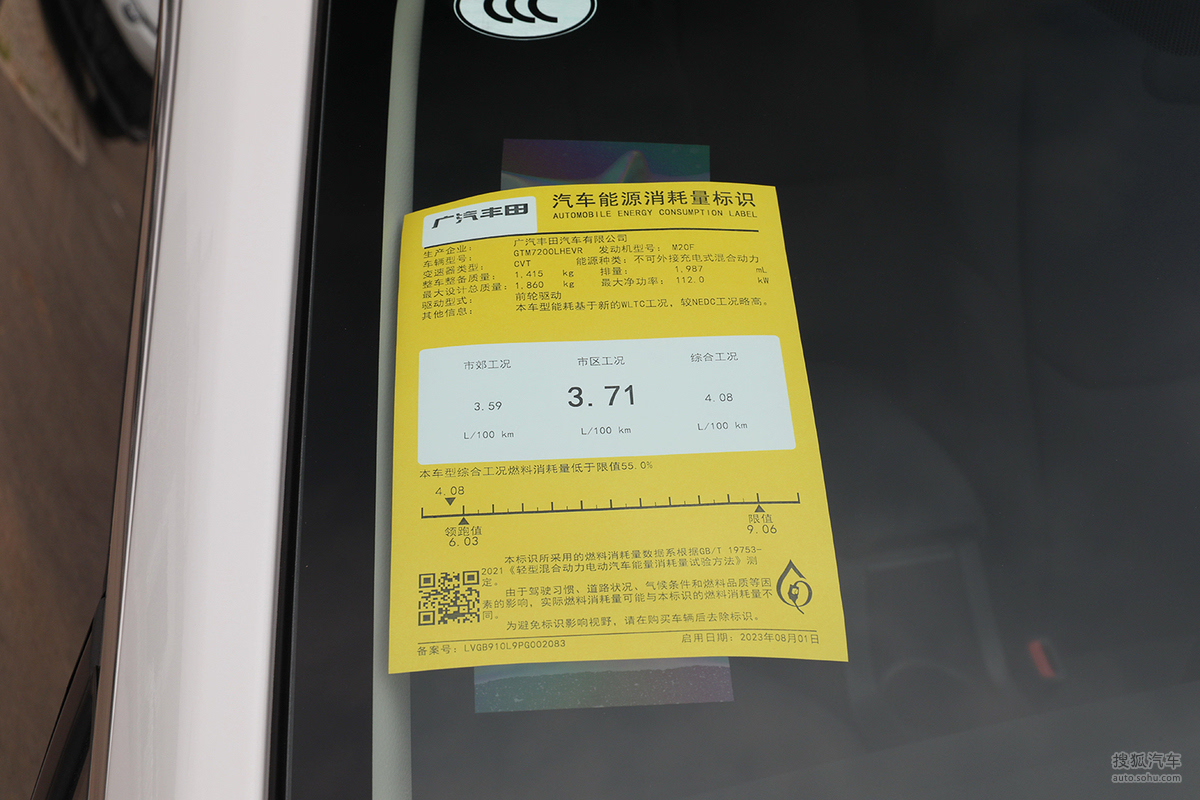 CCC
广汽丰田
汽车能源消耗量标识
AUTOMOBILE ENERGY CONSUMPTION LABEL
生产企业： 广汽丰田汽车有限公司
车辆型号： GTM7200LHEVR 发动机型号： M20F
变速器类型： CVT 能源种类：不可外接充电式混合动力
整车整备质量： 1,415 kg 排量： 1,987 mL
最大设计总质量： 1,860 kg 最大净功率： 112.0 kW
驱动型式： 前轮驱动
其他信息： 本车型能耗基于新的WLTC工况，较NEDC工况略高。
市郊工况 市区工况 综合工况
3.59 3.71 4.08
L/100 km L/100 km L/100 km
本车型综合工况燃料消耗量低于限值55.0%
4.08
领跑值 限值
6.03 9.06
本标识所采用的燃料消耗量数据系根据GB/T 19753-
2021《轻型混合动力电动汽车能量消耗量试验方法》测
定。
由于驾驶习惯、道路状况、气候条件和燃料品质等因
素的影响，实际燃料消耗量可能与本标识的燃料消耗量不
同。
为避免标识影响视野，请在购买车辆后去除标识。
备案号：LVGB91OL9PG002083 启用日期：2023年08月01日
搜狐汽车
auto.sohu.com